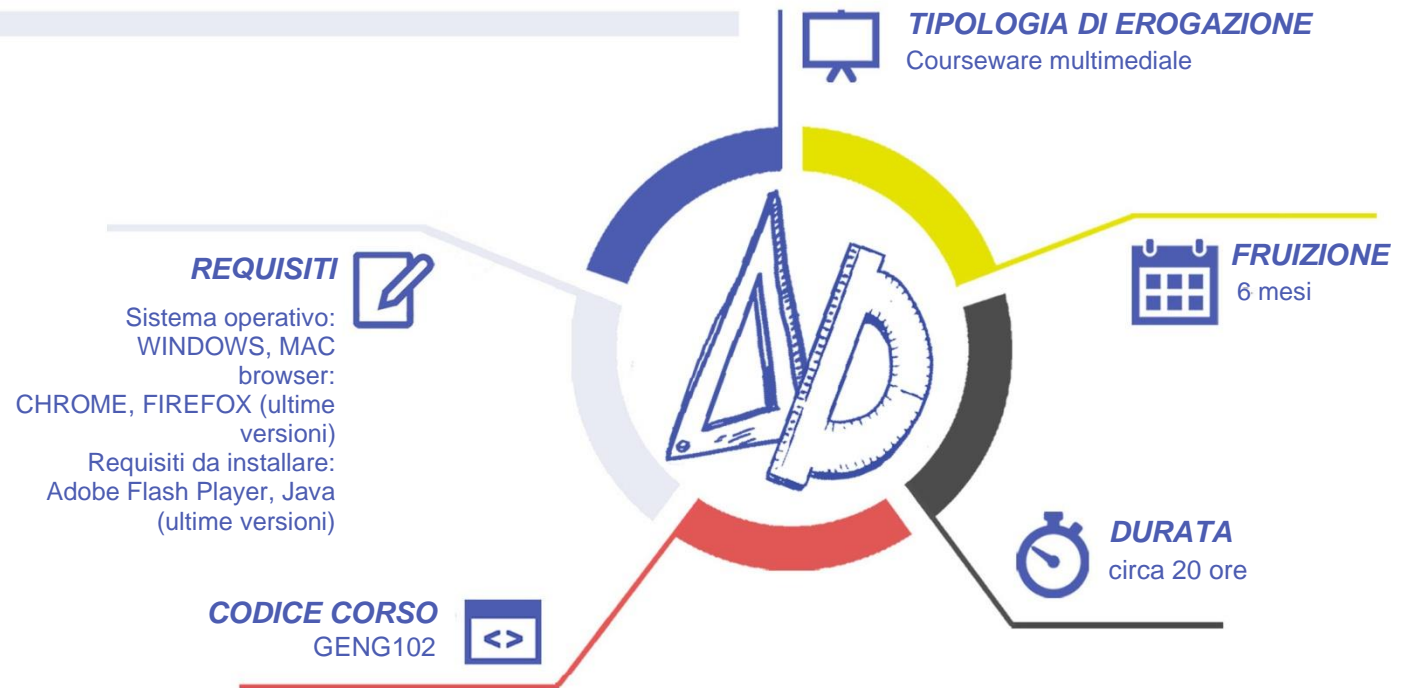 TIPOLOGIA DI EROGAZIONE
Courseware multimediale
FRUIZIONE
6 mesi
REQUISITI
Sistema operativo:
WINDOWS, MAC
browser:
CHROME, FIREFOX (ultime
versioni)
Requisiti da installare:
Adobe Flash Player, Java
(ultime versioni)
DURATA
circa 20 ore
CODICE CORSO
GENG102
<>